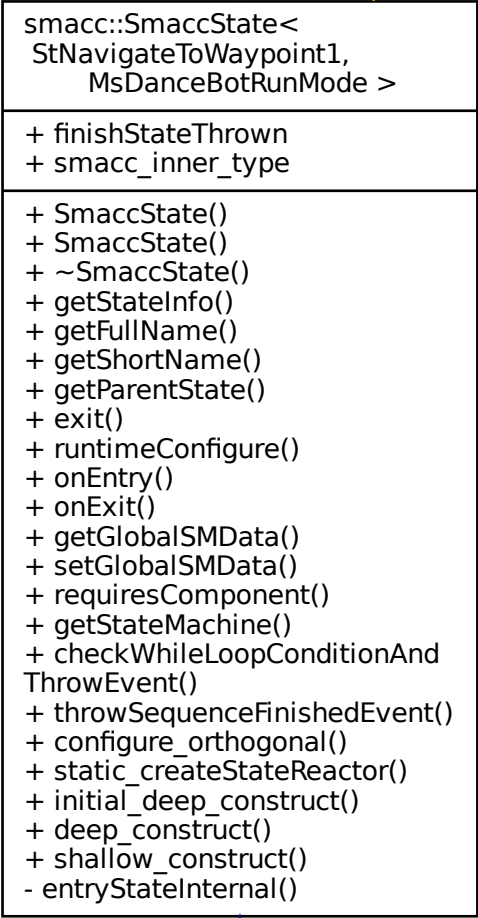 smacc::SmaccState<
StNavigateToWaypoint1,
MsDanceBotRunMode >
+ finishStateThrown
+ smacc_inner_type
+ SmaccState()
+ SmaccState()
+ ~SmaccState()
+ getStateInfo()
+ getFullName()
+ getShortName()
+ getParentState()
+ exit()
+ runtimeConfigure()
+ onEntry()
+ onExit()
+ getGlobalSMData()
+ setGlobalSMData()
+ requiresComponent()
+ getStateMachine()
+ checkWhileLoopConditionAnd
ThrowEvent()
+ throwSequenceFinishedEvent()
+ configure_orthogonal()
+ static_createStateReactor()
+ initial_deep_construct()
+ deep_construct()
+ shallow_construct()
- entryStateInternal()